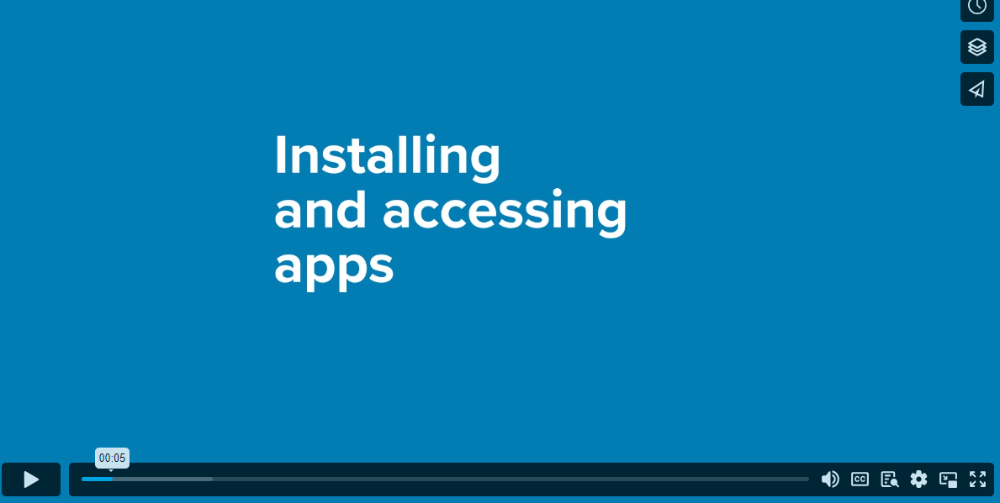 Installing
and accessing
apps
00:05
CC